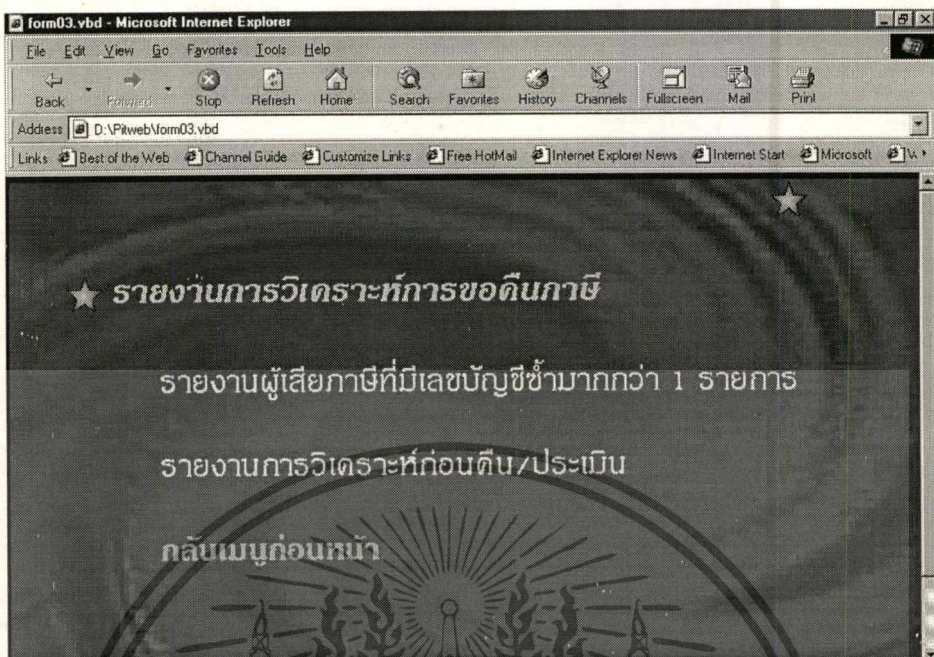 form03.vbd - Microsoft Internet Explorer
File Edit View Go Favorites Tools Help
Back Forward Stop Refresh Home Search Favorites History Channels Fullscreen Mail Print
Address D:\Pitweb\form03.vbd
Links Best of the Web Channel Guide Customize Links Free HotMail Internet Explorer News Internet Start Microsoft
รายงานการวิเคราะห์การขอคืนภาษี
รายงานผู้เสียภาษีที่มีเลขบัญชีซ้ำมากกว่า 1 รายการ
รายงานการวิเคราะห์ก่อนคืน/ประเมิน
กลับเมนูก่อนหน้า